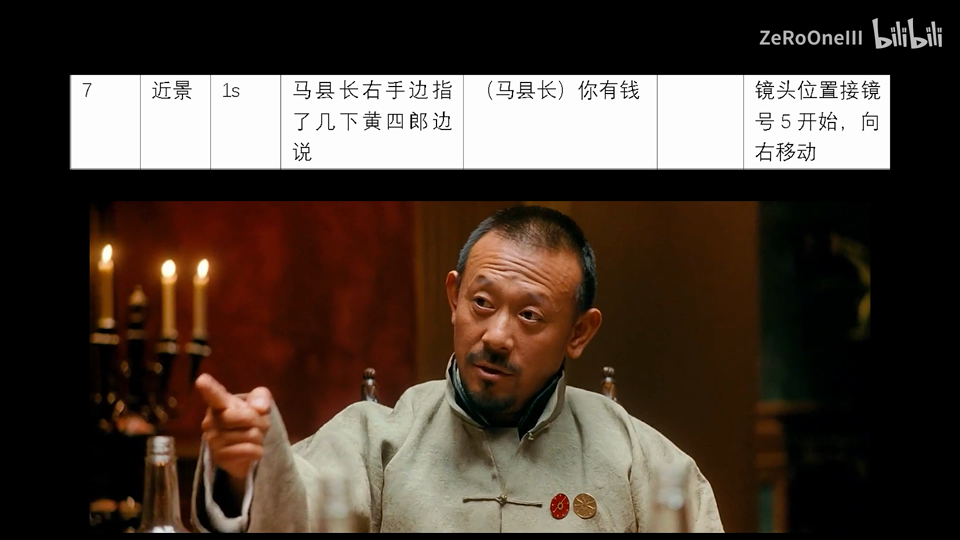 ZeRoOneIII bilibili
7 近景 1s 马县长右手边指 （马县长）你有钱 镜头位置接镜
了几下黄四郎边 号 5 开始，向
说 右移动